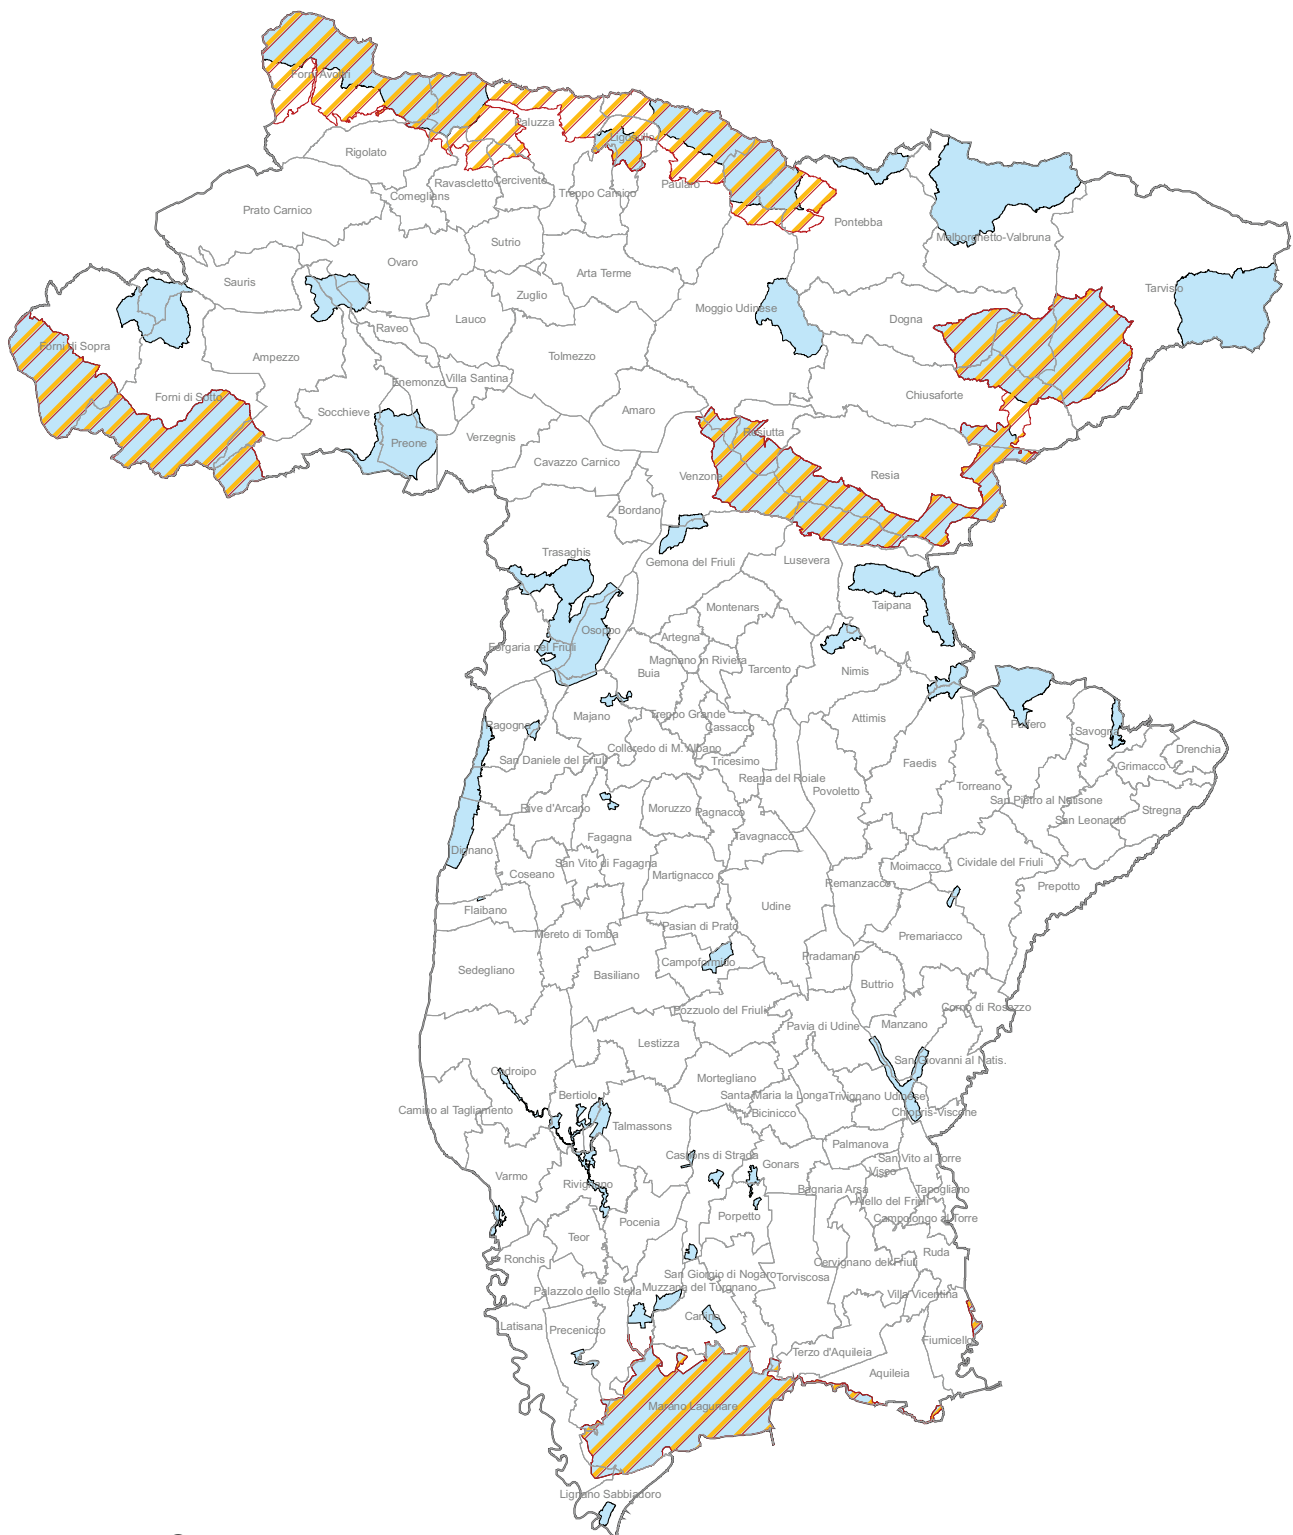 Forni Avoltri
Paluzza
Ligosullo
Rigolato
Paularo
Ravascletto
Cercivento
Comeglians
Treppo Carnico
Prato Carnico
Pontebba
Malborghetto-Valbruna
Sutrio
Ovaro
Arta Terme
Sauris
Tarvisio
Zuglio
Moggio Udinese
Lauco
Dogna
Raveo
Forni di Sopra
Ampezzo
Tolmezzo
Enemonzo
Villa Santina
Forni di Sotto
Chiusaforte
Socchieve
Amaro
Resiutta
Preone
Verzegnis
Cavazzo Carnico
Venzone
Resia
Bordano
Trasaghis
Gemona del Friuli
Lusevera
Taipana
Montenars
Osoppo
Artegna
Forgaria nel Friuli
Magnano in Riviera
Buia
Tarcento
Nimis
Majano
Treppo Grande
Attimis
Ragogna
Cassacco
Pulfero
Savogna
Colleredo di M. Albano
Drenchia
San Daniele del Friuli
Tricesimo
Faedis
Grimacco
Reana del Roiale
Torreano
Povoletto
San Pietro al Natisone
Rive d'Arcano
Moruzzo
Pagnacco
Stregna
San Leonardo
Fagagna
Tavagnacco
Dignano
San Vito di Fagagna
Cividale del Friuli
Moimacco
Coseano
Martignacco
Remanzacco
Prepotto
Flaibano
Udine
Pasian di Prato
Mereto di Tomba
Premariacco
Campoformido
Pradamano
Sedegliano
Basiliano
Buttrio
Corno di Rosazzo
Pozzuolo del Friuli
Pavia di Udine
Manzano
Lestizza
San Giovanni al Natis.
Codroipo
Mortegliano
Bertiolo
Santa Maria la Longa
Trivignano Udinese
Camino al Tagliamento
Bicinicco
Chiopris-Viscone
Talmassons
Palmanova
Castions di Strada
San Vito al Torre
Gonars
Visco
Varmo
Rivignano
Bagnaria Arsa
Tapogliano
Aiello del Friuli
Porpetto
Campolongo al Torre
Pocenia
Teor
Ruda
Ronchis
Cervignano del Friuli
San Giorgio di Nogaro
Torviscosa
Palazzolo dello Stella
Muzzana del Turgnano
Villa Vicentina
Carlino
Latisana
Precenicco
Fiumicello
Terzo d'Aquileia
Aquileia
Marano Lagunare
Lignano Sabbiadoro